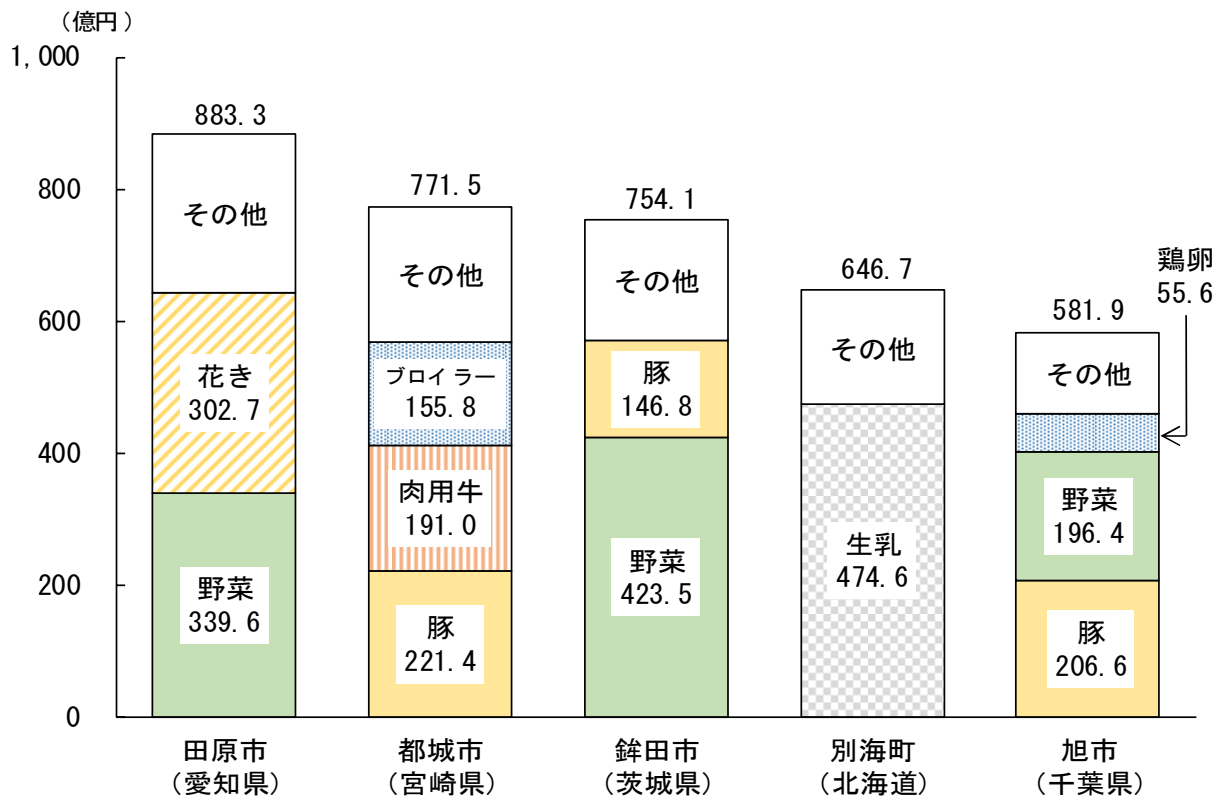 （億円）
1,000
800
600
400
200
0
883.3
その他
花き
302.7
野菜
339.6
田原市
（愛知県）
771.5
その他
ブロイラー
155.8
肉用牛
191.0
豚
221.4
都城市
（宮崎県）
754.1
その他
豚
146.8
野菜
423.5
鉾田市
（茨城県）
646.7
その他
生乳
474.6
別海町
（北海道）
581.9
その他
鶏卵
55.6
野菜
196.4
豚
206.6
旭市
（千葉県）